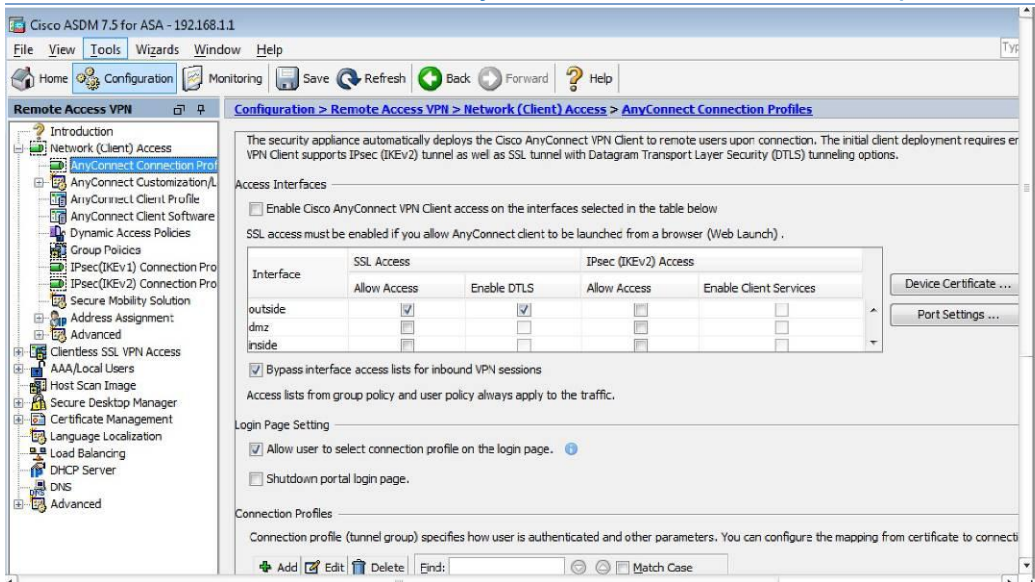 Cisco ASDM 7.5 for ASA - 192.168.1.1
File View Tools Wizards Window Help
Home Configuration Monitoring Save Refresh Back Forward Help
Remote Access VPN
Introduction
Network (Client) Access
AnyConnect Connection Prof
AnyConnect Customization/L
AnyConnect Client Profile
AnyConnect Client Software
Dynamic Access Policies
Group Policies
IPsec(IKEv1) Connection Pro
IPsec(IKEv2) Connection Pro
Secure Mobility Solution
Address Assignment
Advanced
Clientless SSL VPN Access
AAA/Local Users
Host Scan Image
Secure Desktop Manager
Certificate Management
Language Localization
Load Balancing
DHCP Server
DNS
Advanced
Configuration > Remote Access VPN > Network (Client) Access > AnyConnect Connection Profiles
The security appliance automatically deploys the Cisco AnyConnect VPN Client to remote users upon connection. The initial client deployment requires er
VPN Client supports IPsec (IKEv2) tunnel as well as SSL tunnel with Datagram Transport Layer Security (DTLS) tunneling options.
Access Interfaces
Enable Cisco AnyConnect VPN Client access on the interfaces selected in the table below
SSL access must be enabled if you allow AnyConnect client to be launched from a browser (Web Launch) .
Interface SSL Access IPsec (IKEv2) Access
Allow Access Enable DTLS Allow Access Enable Client Services
outside
dmz
inside
Device Certificate ...
Port Settings ...
Bypass interface access lists for inbound VPN sessions
Access lists from group policy and user policy always apply to the traffic.
Login Page Setting
Allow user to select connection profile on the login page.
Shutdown portal login page.
Connection Profiles
Connection profile (tunnel group) specifies how user is authenticated and other parameters. You can configure the mapping from certificate to connecti
Add Edit Delete Find: Match Case